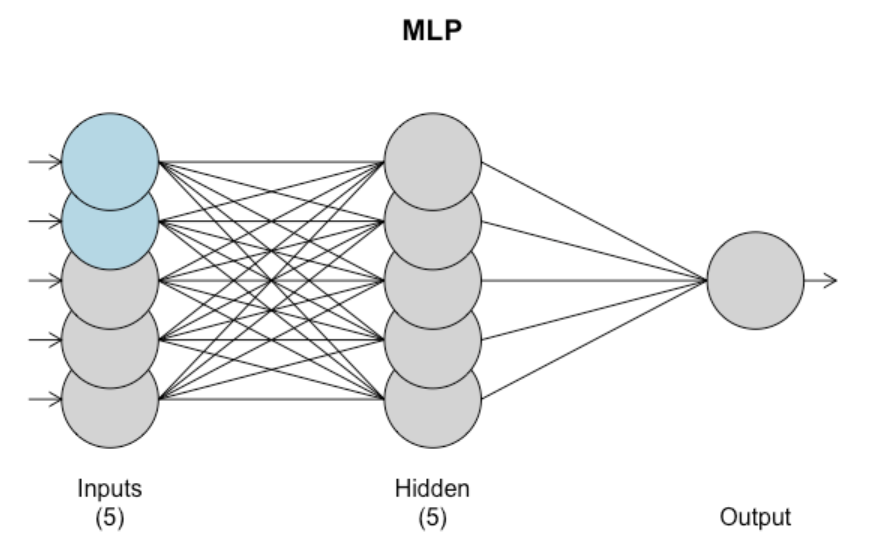 MLP
Inputs
(5)
Hidden
(5)
Output